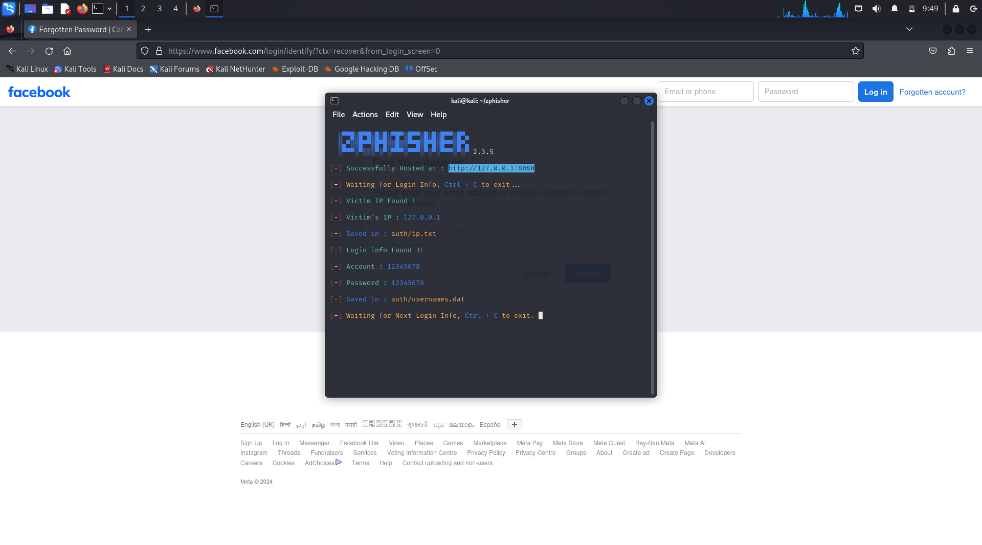 1 2 3 4
9:49
Forgotten Password | Can
https://www.facebook.com/login/identify/?ctx=recover&from_login_screen=0
Kali Linux Kali Tools Kali Docs Kali Forums Kali NetHunter Exploit-DB Google Hacking DB OffSec
facebook
Email or phone Password Log in Forgotten account?
kali@kali: ~/zphisher
File Actions Edit View Help
ZPHISHER 2.3.5
[-] Successfully Hosted at : http://127.0.0.1:8080
[-] Waiting for Login Info, Ctrl + C to exit...
[-] Victim IP Found !
[-] Victim's IP : 127.0.0.1
[-] Saved in : auth/ip.txt
[-] Login info Found !!
[-] Account : 12345678
[-] Password : 12345678
[-] Saved in : auth/usernames.dat
[-] Waiting for Next Login Info, Ctrl + C to exit.
English (UK) हिन्दी اردو தமிழ் বাংলা मराठी മലയാളം Español
Sign Up Log in Messenger Facebook Lite Video Places Games Marketplace Meta Pay Meta Store Meta Quest Ray-Ban Meta Meta AI
Instagram Threads Fundraisers Services Voting Information Centre Privacy Policy Privacy Centre Groups About Create ad Create Page Developers
Careers Cookies AdChoices Terms Help Contact uploading and non-users
Meta © 2024